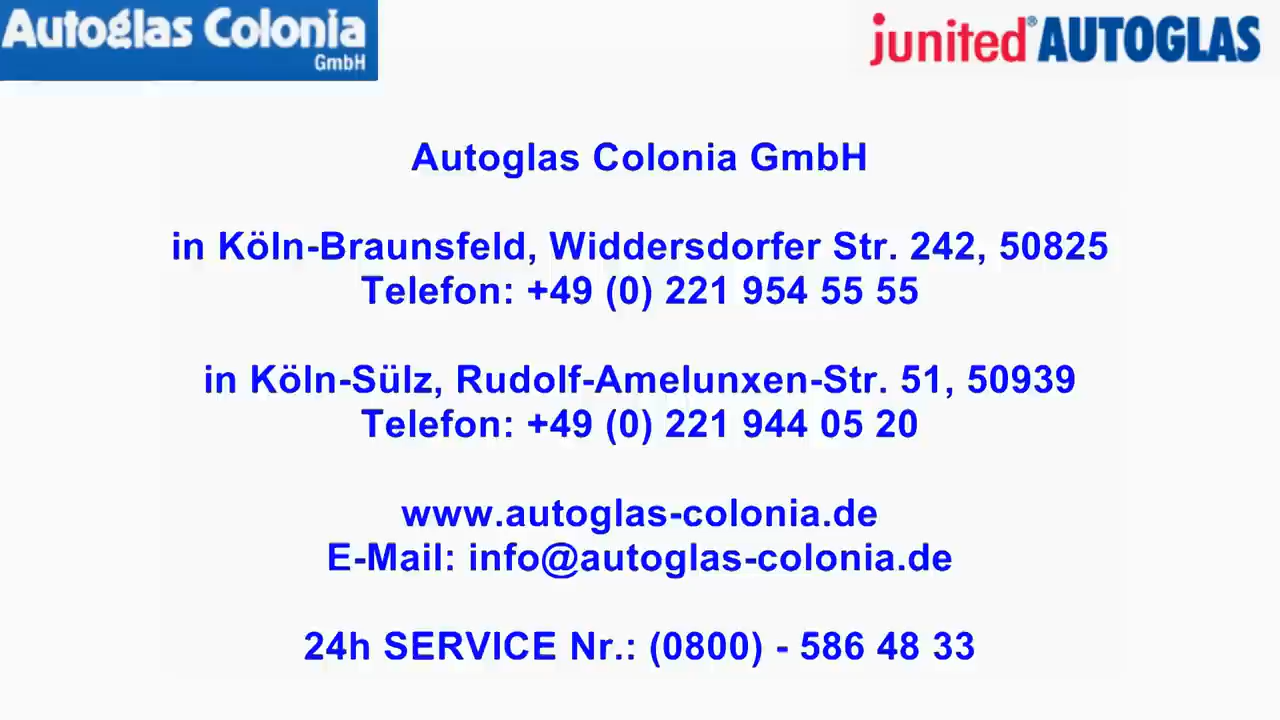 Autoglas Colonia
GmbH
junited® AUTOGLAS
Autoglas Colonia GmbH
in Köln-Braunsfeld, Widdersdorfer Str. 242, 50825
Telefon: +49 (0) 221 954 55 55
in Köln-Sülz, Rudolf-Amelunxen-Str. 51, 50939
Telefon: +49 (0) 221 944 05 20
www.autoglas-colonia.de
E-Mail: info@autoglas-colonia.de
24h SERVICE Nr.: (0800) - 586 48 33